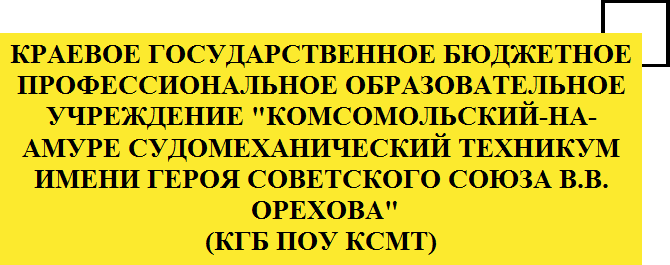 КРАЕВОЕ ГОСУДАРСТВЕННОЕ БЮДЖЕТНОЕ
ПРОФЕССИОНАЛЬНОЕ ОБРАЗОВАТЕЛЬНОЕ
УЧРЕЖДЕНИЕ "КОМСОМОЛЬСКИЙ-НА-
АМУРЕ СУДОМЕХАНИЧЕСКИЙ ТЕХНИКУМ
ИМЕНИ ГЕРОЯ СОВЕТСКОГО СОЮЗА В.В.
ОРЕХОВА"
(КГБ ПОУ КСМТ)